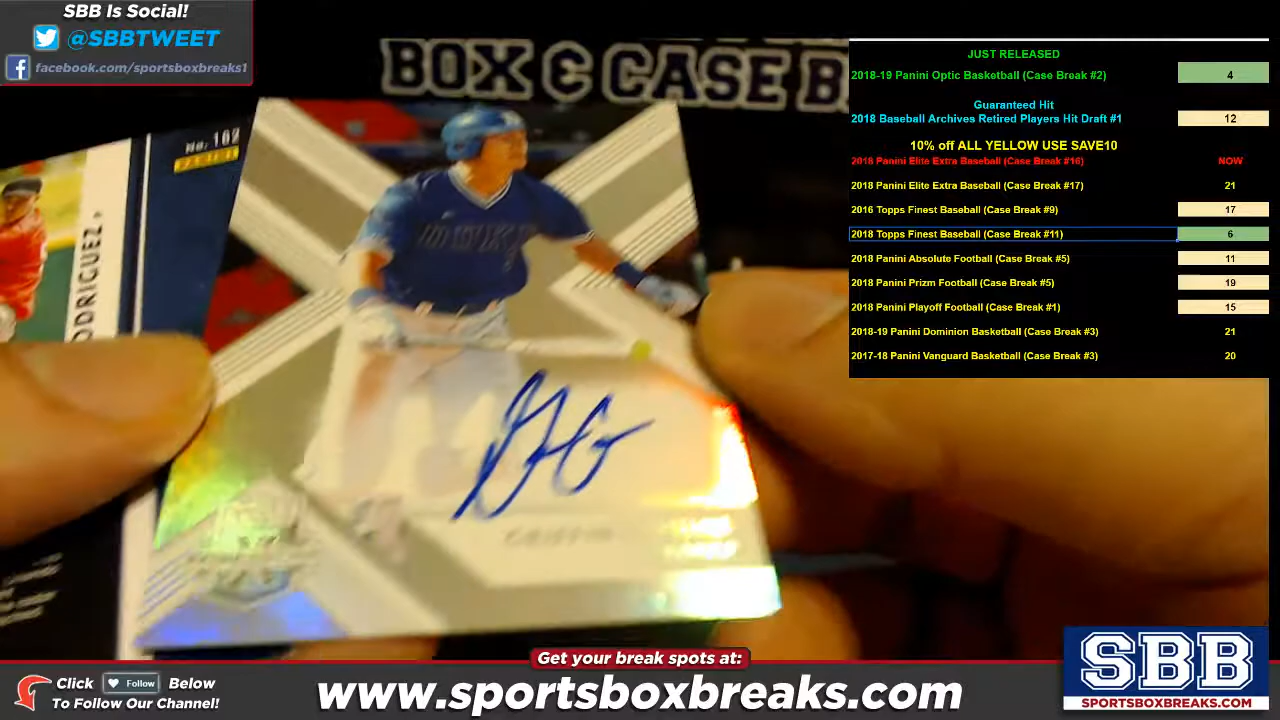 SBB Is Social!
@SBBTWEET
facebook.com/sportsboxbreaks1
BOX & CASE
JUST RELEASED
2018-19 Panini Optic Basketball (Case Break #2) 4
Guaranteed Hit
2018 Baseball Archives Retired Players Hit Draft #1 12
10% off ALL YELLOW USE SAVE10
2018 Panini Elite Extra Baseball (Case Break #16) NOW
2018 Panini Elite Extra Baseball (Case Break #17) 21
2016 Topps Finest Baseball (Case Break #9) 17
2018 Topps Finest Baseball (Case Break #11) 6
2018 Panini Absolute Football (Case Break #5) 11
2018 Panini Prizm Football (Case Break #5) 19
2018 Panini Playoff Football (Case Break #1) 15
2018-19 Panini Dominion Basketball (Case Break #3) 21
2017-18 Panini Vanguard Basketball (Case Break #3) 20
No. 102
GRIFFIN
Get your break spots at:
www.sportsboxbreaks.com
Click Follow Below
To Follow Our Channel!
SBB
SPORTSBOXBREAKS.COM